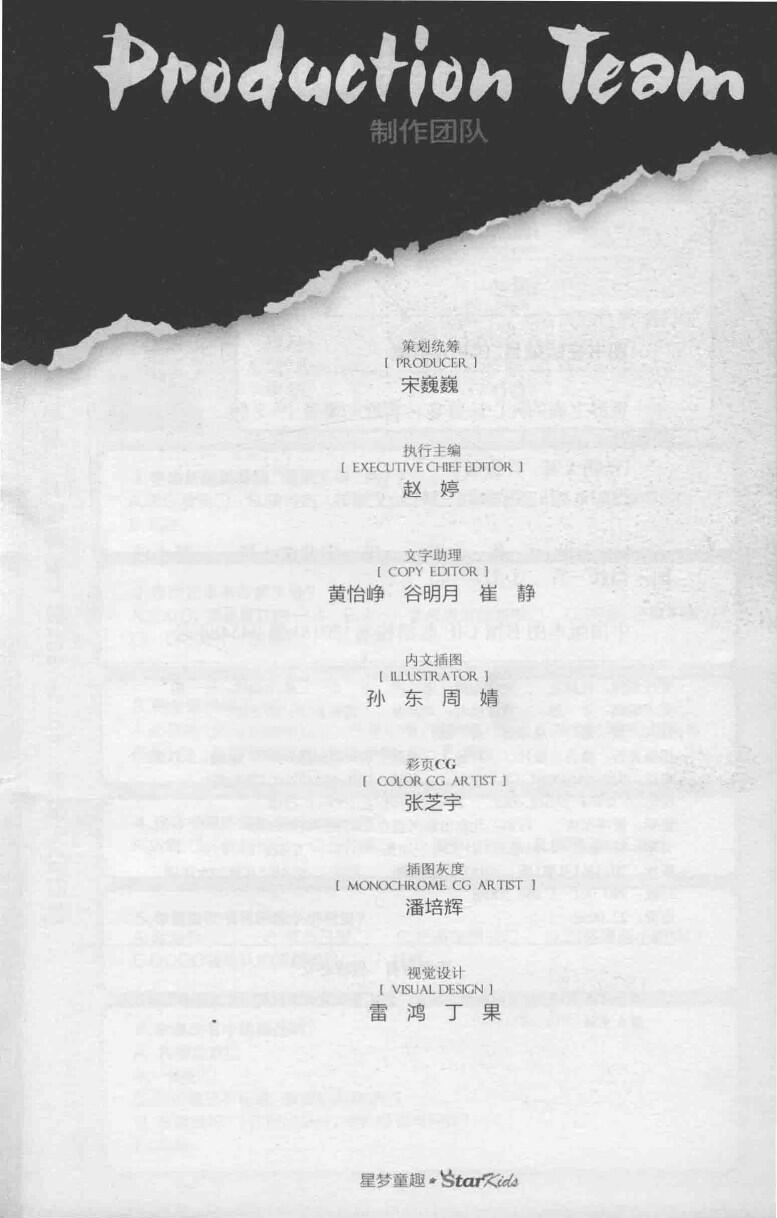 Production Team
制作团队
策划统筹
[ PRODUCER ]
宋巍巍
执行主编
[ EXECUTIVE CHIEF EDITOR ]
赵 婷
文字助理
[ COPY EDITOR ]
黄怡峥 谷明月 崔 静
内文插图
[ ILLUSTRATOR ]
孙 东 周 婧
彩页CG
[ COLOR CG ARTIST ]
张芝宇
插图灰度
[ MONOCHROME CG ARTIST ]
潘培辉
视觉设计
[ VISUAL DESIGN ]
雷 鸿 丁 果
星梦童趣 · StarKids